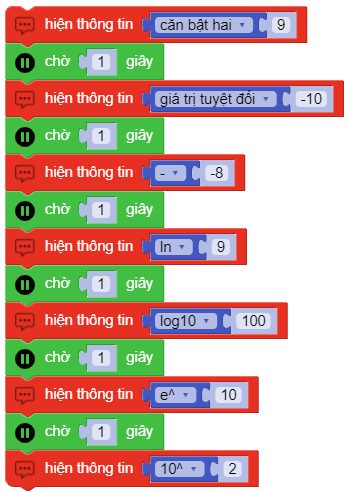 hiện thông tin căn bật hai 9
chờ 1 giây
hiện thông tin giá trị tuyệt đối -10
chờ 1 giây
hiện thông tin - -8
chờ 1 giây
hiện thông tin ln 9
chờ 1 giây
hiện thông tin log10 100
chờ 1 giây
hiện thông tin e^ 10
chờ 1 giây
hiện thông tin 10^ 2